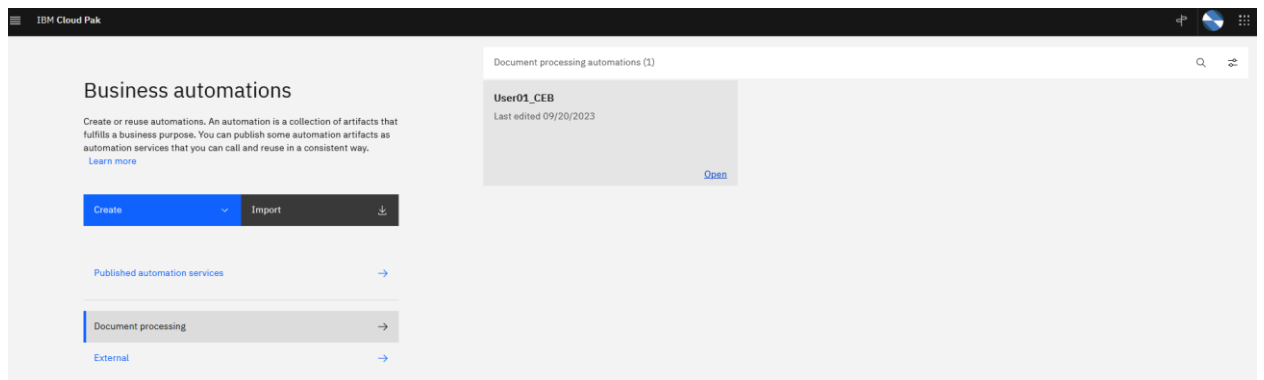 IBM Cloud Pak
Business automations
Create or reuse automations. An automation is a collection of artifacts that
fulfills a business purpose. You can publish some automation artifacts as
automation services that you can call and reuse in a consistent way.
Learn more
Create
Import
Published automation services
Document processing
External
Document processing automations (1)
User01_CEB
Last edited 09/20/2023
Open